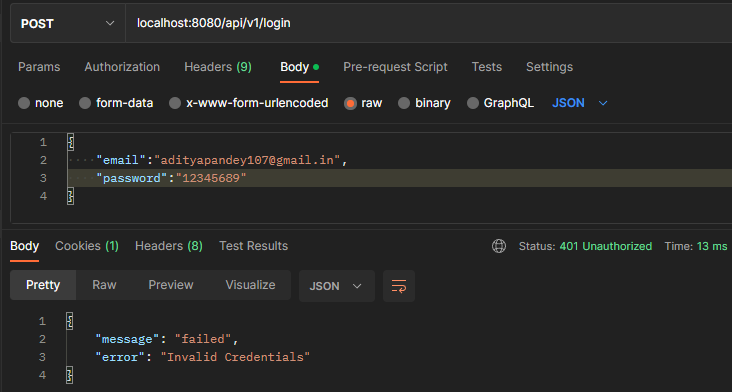 POST localhost:8080/api/v1/login
Params Authorization Headers (9) Body Pre-request Script Tests Settings
none form-data x-www-form-urlencoded raw binary GraphQL JSON
1 {
2 "email":"adityapandey107@gmail.in",
3 "password":"12345689"
4 }
Body Cookies (1) Headers (8) Test Results Status: 401 Unauthorized Time: 13 ms
Pretty Raw Preview Visualize JSON
1 {
2 "message": "failed",
3 "error": "Invalid Credentials"
4 }